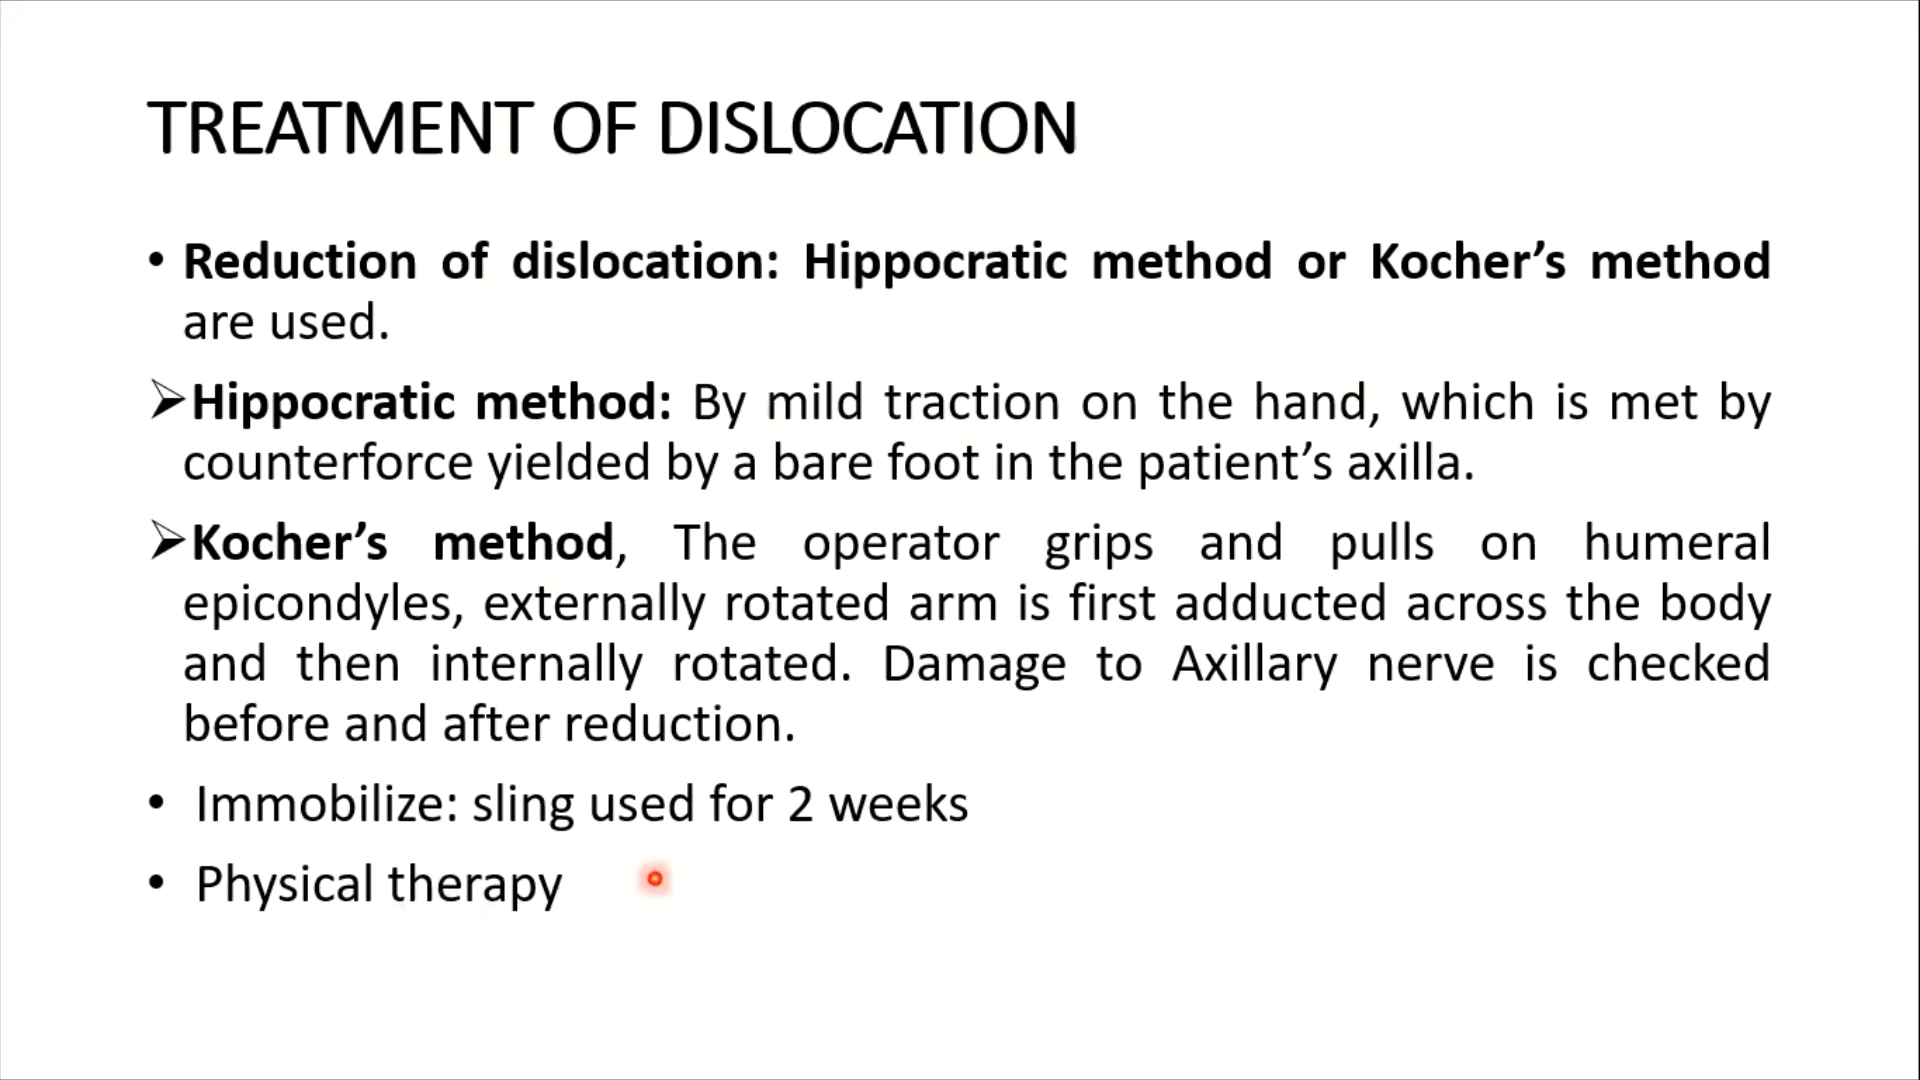 TREATMENT OF DISLOCATION
• Reduction of dislocation: Hippocratic method or Kocher’s method
are used.
➢Hippocratic method: By mild traction on the hand, which is met by
counterforce yielded by a bare foot in the patient’s axilla.
➢Kocher’s method, The operator grips and pulls on humeral
epicondyles, externally rotated arm is first adducted across the body
and then internally rotated. Damage to Axillary nerve is checked
before and after reduction.
• Immobilize: sling used for 2 weeks
• Physical therapy